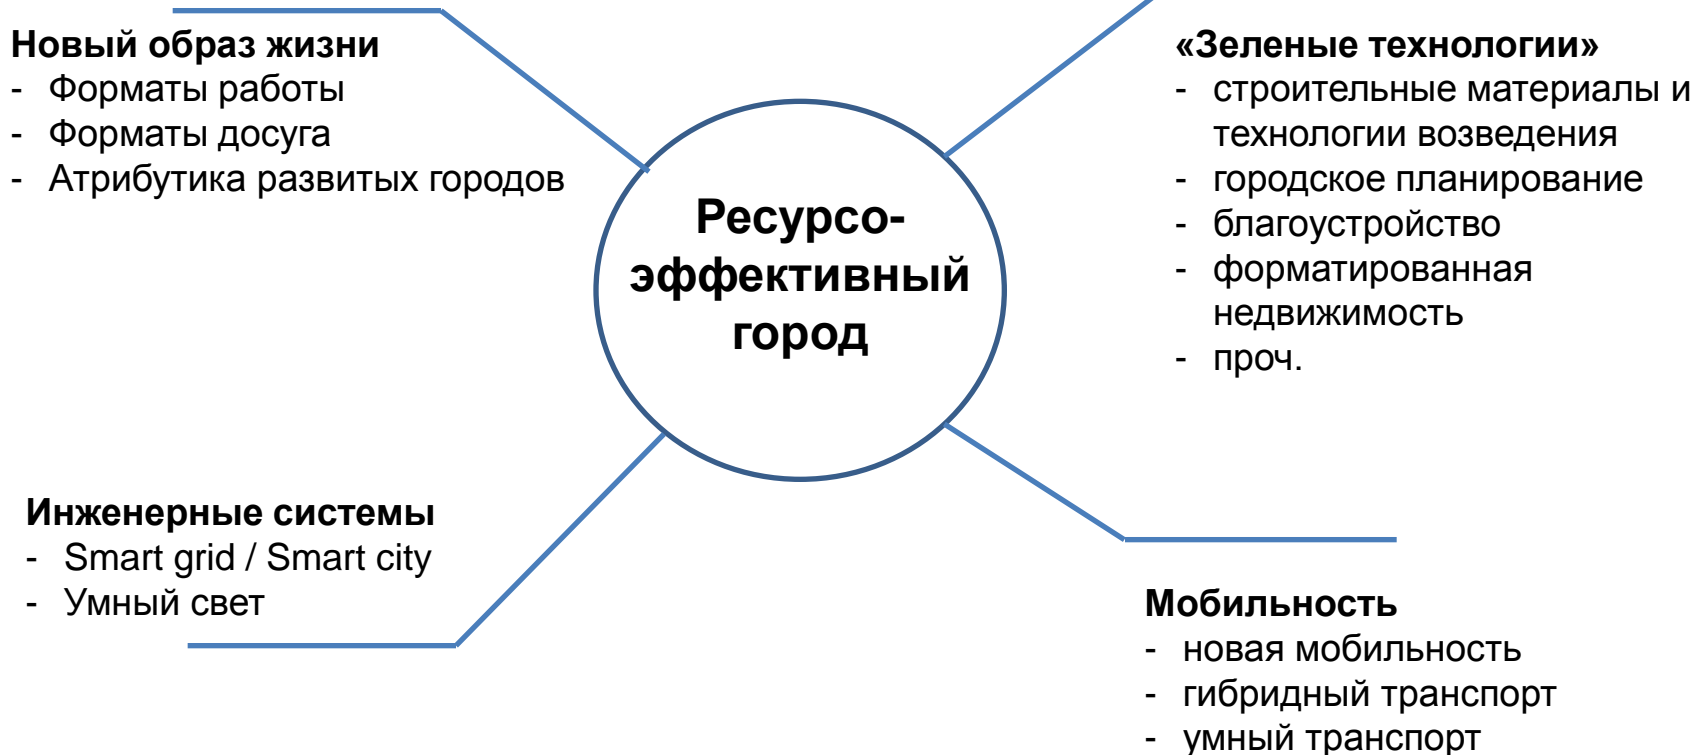 Новый образ жизни
- Форматы работы
- Форматы досуга
- Атрибутика развитых городов
«Зеленые технологии»
- строительные материалы и
технологии возведения
- городское планирование
- благоустройство
- форматированная
недвижимость
- проч.
Ресурсо-
эффективный
город
Инженерные системы
- Smart grid / Smart city
- Умный свет
Мобильность
- новая мобильность
- гибридный транспорт
- умный транспорт